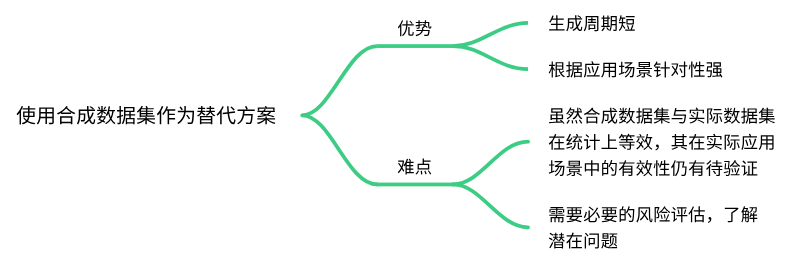 使用合成数据集作为替代方案
优势
生成周期短
根据应用场景针对性强
难点
虽然合成数据集与实际数据集
在统计上等效，其在实际应用
场景中的有效性仍有待验证
需要必要的风险评估，了解
潜在问题